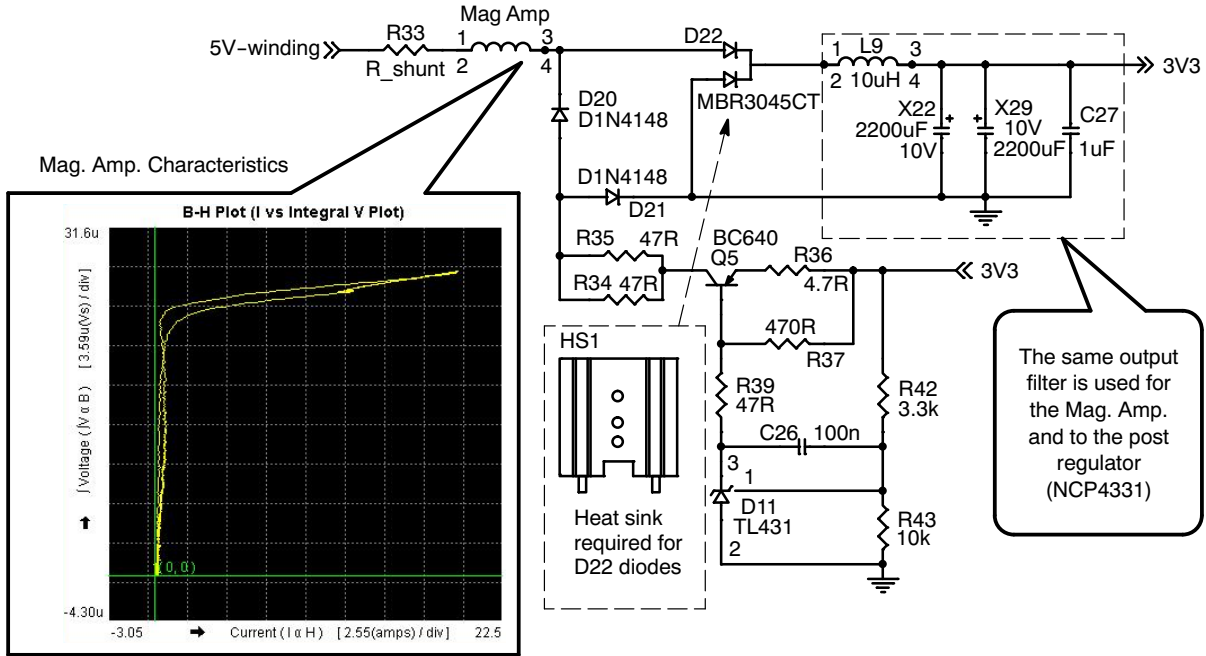 Mag Amp
5V-winding
R33
R_shunt
1
2
3
4
D22
MBR3045CT
1
2
L9
10uH
3
4
3V3
D20
D1N4148
X22
2200uF
10V
X29
10V
2200uF
C27
1uF
D1N4148
D21
Mag. Amp. Characteristics
B-H Plot (I vs Integral V Plot)
31.6u
∫ Voltage ( ∫V α B ) [ 3.59u(Vs) / div ]
( 0, 0 )
-4.30u
-3.05
Current ( I α H ) [ 2.55(amps) / div ]
22.5
R35
47R
R34
47R
BC640
Q5
R36
4.7R
3V3
470R
R37
R39
47R
R42
3.3k
C26
100n
3
1
D11
TL431
2
R43
10k
HS1
Heat sink
required for
D22 diodes
The same output
filter is used for
the Mag. Amp.
and to the post
regulator
(NCP4331)